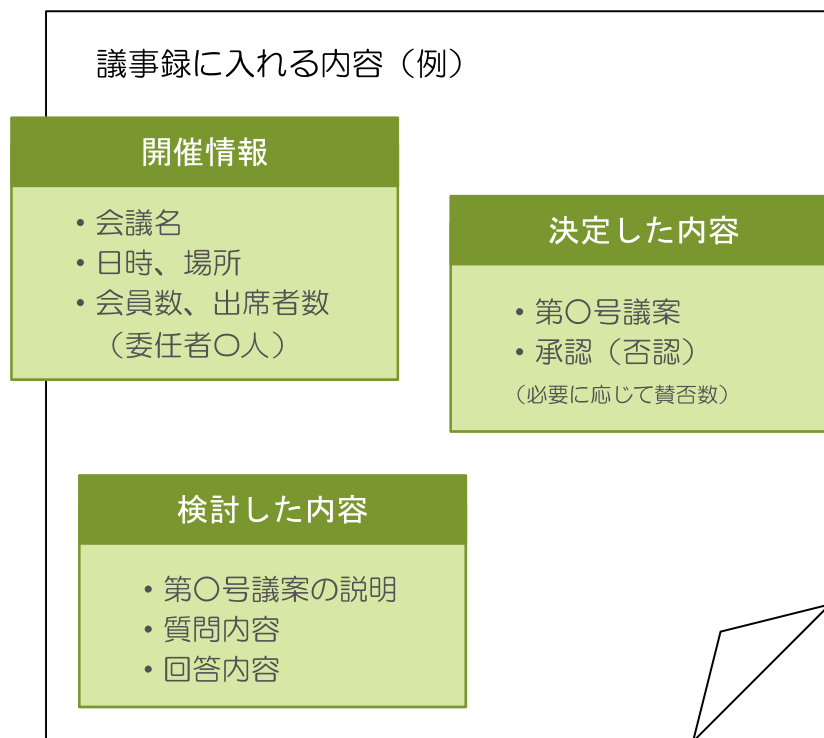 議事録に入れる内容（例）
開催情報
・会議名
・日時、場所
・会員数、出席者数
（委任者〇人）
決定した内容
・第〇号議案
・承認（否認）
（必要に応じて賛否数）
検討した内容
・第〇号議案の説明
・質問内容
・回答内容